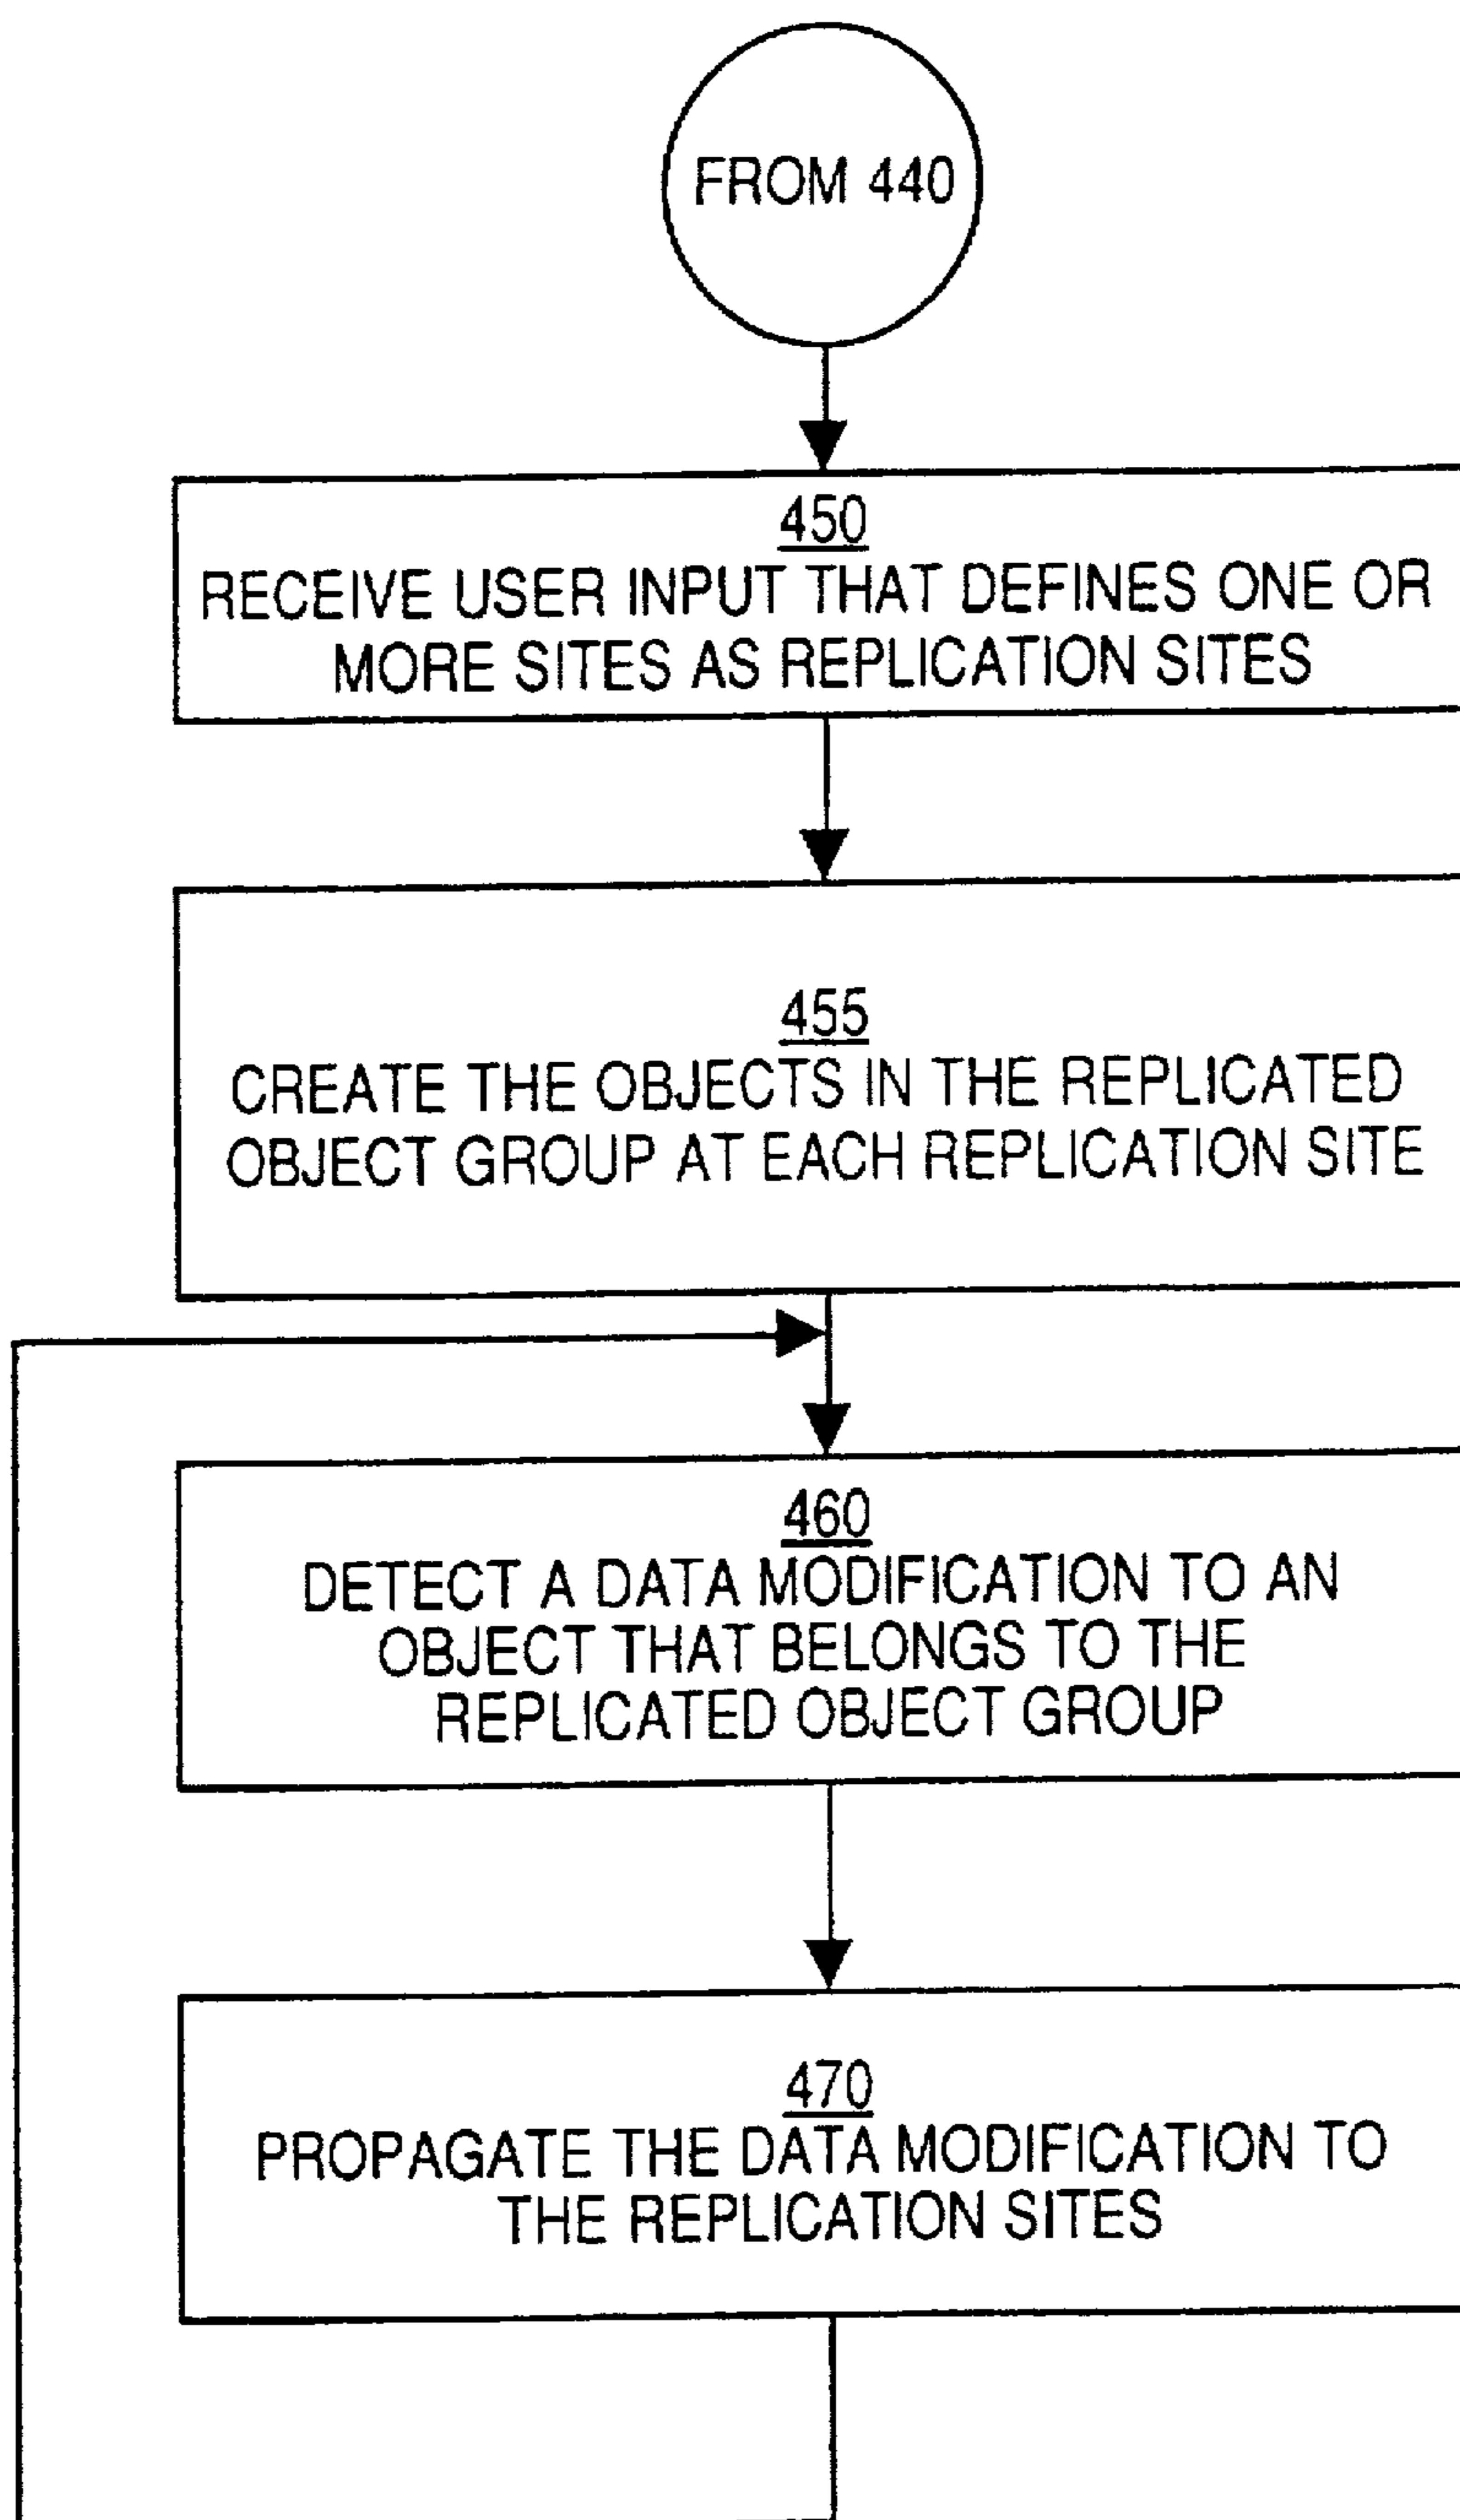 FROM 440
450
RECEIVE USER INPUT THAT DEFINES ONE OR
MORE SITES AS REPLICATION SITES
455
CREATE THE OBJECTS IN THE REPLICATED
OBJECT GROUP AT EACH REPLICATION SITE
460
DETECT A DATA MODIFICATION TO AN
OBJECT THAT BELONGS TO THE
REPLICATED OBJECT GROUP
470
PROPAGATE THE DATA MODIFICATION TO
THE REPLICATION SITES